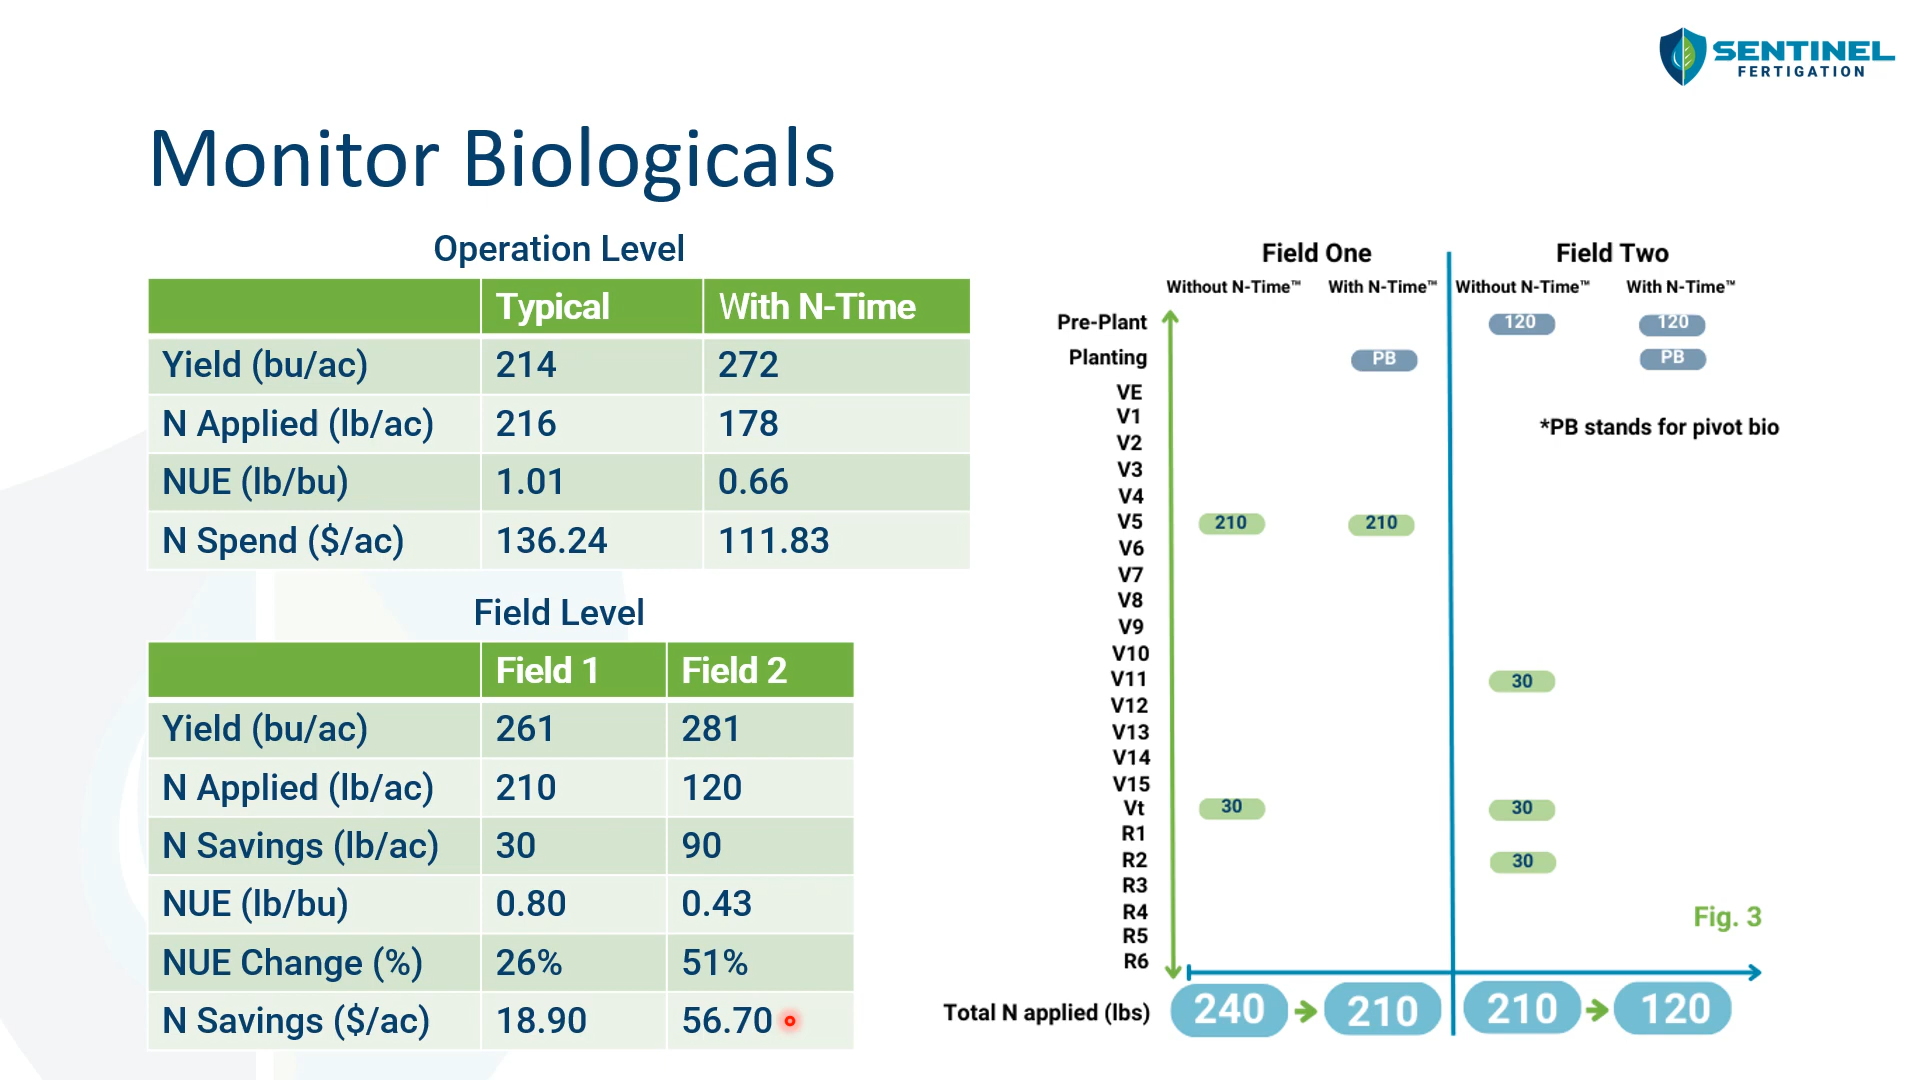 SENTINEL
FERTIGATION
Monitor Biologicals
Operation Level
Typical With N-Time
Yield (bu/ac) 214 272
N Applied (lb/ac) 216 178
NUE (lb/bu) 1.01 0.66
N Spend ($/ac) 136.24 111.83
Field Level
Field 1 Field 2
Yield (bu/ac) 261 281
N Applied (lb/ac) 210 120
N Savings (lb/ac) 30 90
NUE (lb/bu) 0.80 0.43
NUE Change (%) 26% 51%
N Savings ($/ac) 18.90 56.70
Field One Field Two
Without N-Time™ With N-Time™ Without N-Time™ With N-Time™
Pre-Plant 120 120
Planting PB PB
VE
V1
*PB stands for pivot bio
V2
V3
V4
V5 210 210
V6
V7
V8
V9
V10
V11 30
V12
V13
V14
V15
Vt 30 30
R1
R2 30
R3
R4
Fig. 3
R5
R6
Total N applied (lbs) 240 210 210 120